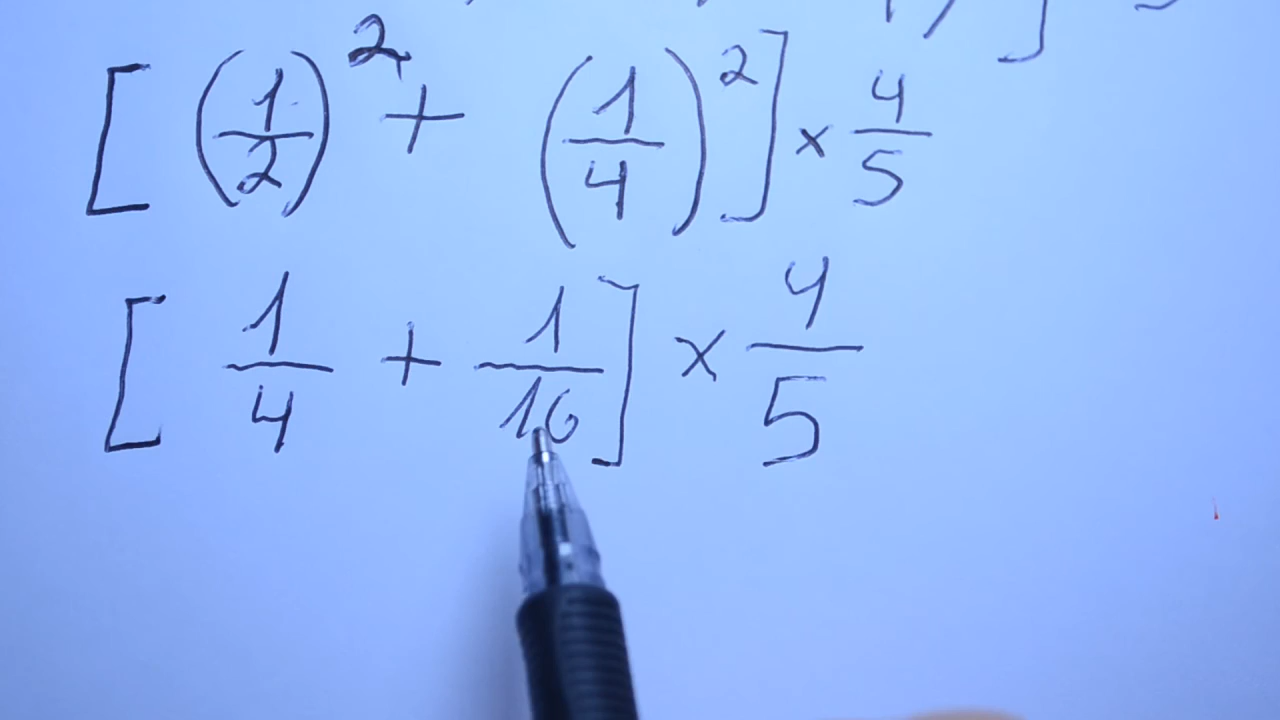 [ (1/2)² + (1/4)² ] × 4/5
[ 1/4 + 1/16 ] × 4/5